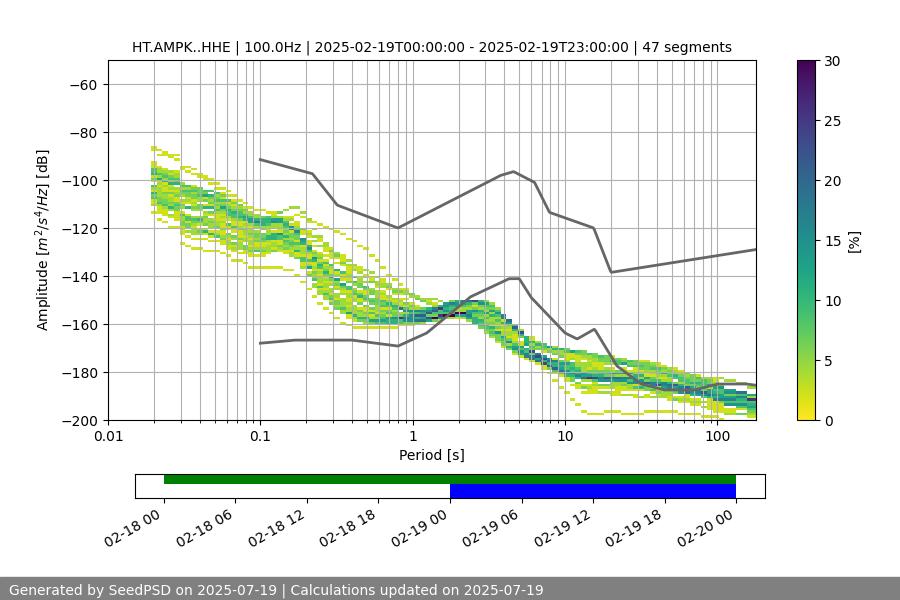 HT.AMPK..HHE | 100.0Hz | 2025-02-19T00:00:00 - 2025-02-19T23:00:00 | 47 segments
Amplitude [m²/s⁴/Hz] [dB]
−60
−80
−100
−120
−140
−160
−180
−200
0.01 0.1 1 10 100
Period [s]
30
25
20
15
10
5
0
[%]
02-18 00 02-18 06 02-18 12 02-18 18 02-19 00 02-19 06 02-19 12 02-19 18 02-20 00
Generated by SeedPSD on 2025-07-19 | Calculations updated on 2025-07-19